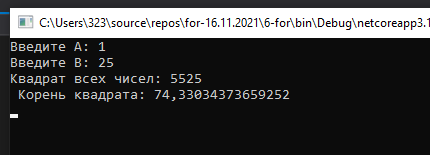 C:\Users\323\source\repos\for-16.11.2021\6-for\bin\Debug\netcoreapp3.1
Введите A: 1
Введите B: 25
Квадрат всех чисел: 5525
Корень квадрата: 74,33034373659252